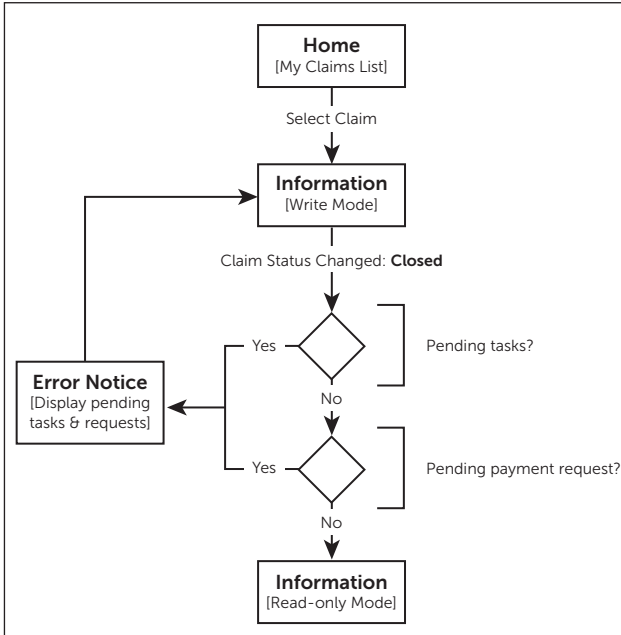 Home
[My Claims List]
Select Claim
Information
[Write Mode]
Claim Status Changed: Closed
Yes
Pending tasks?
Error Notice
[Display pending
tasks & requests]
No
Yes
Pending payment request?
No
Information
[Read-only Mode]